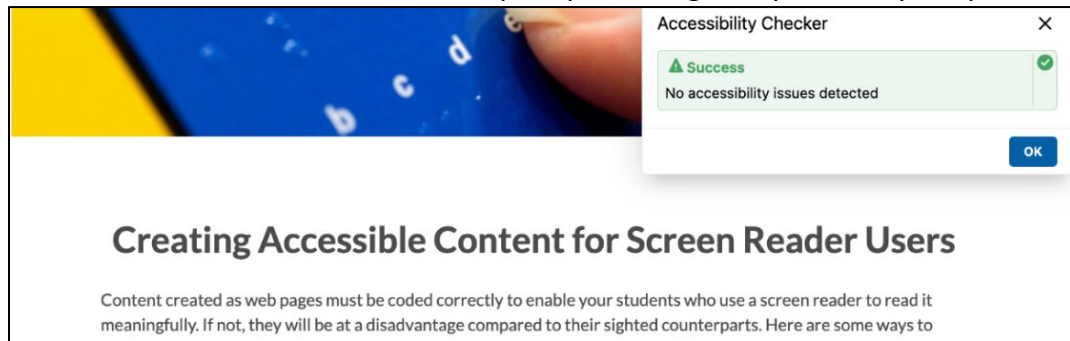 b c d e
Accessibility Checker
Success
No accessibility issues detected
OK
Creating Accessible Content for Screen Reader Users
Content created as web pages must be coded correctly to enable your students who use a screen reader to read it
meaningfully. If not, they will be at a disadvantage compared to their sighted counterparts. Here are some ways to